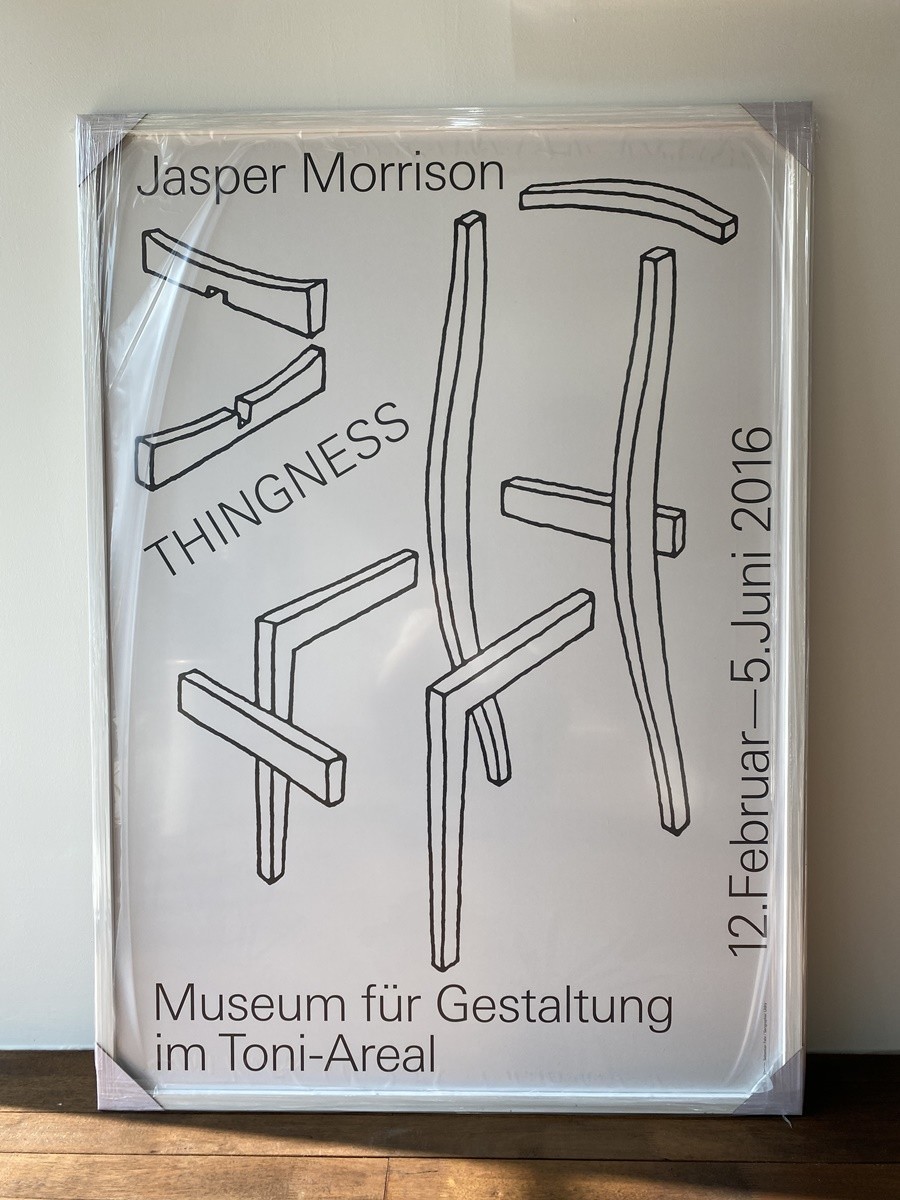 Jasper Morrison
THINGNESS
12.Februar—5.Juni 2016
Museum für Gestaltung
im Toni-Areal